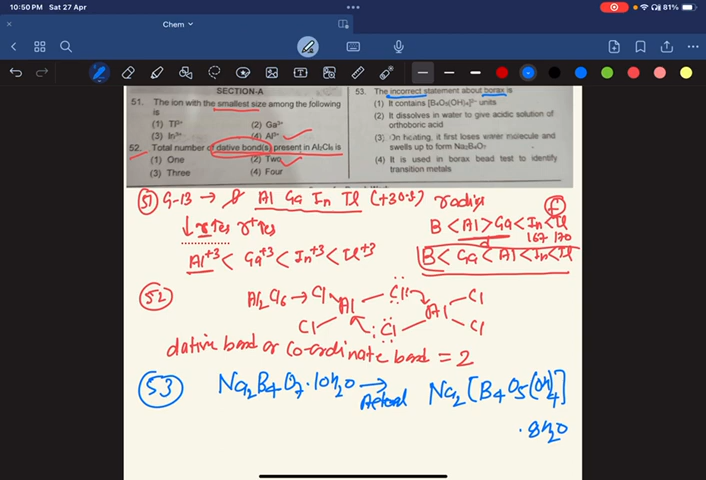 10:50 PM Sat 27 Apr
81%
Chem
SECTION-A
51. The ion with the smallest size among the following
is
(1) Tl³⁺ (2) Ga³⁺
(3) In³⁺ (4) Al³⁺
52. Total number of dative bond(s) present in Al₂Cl₆ is
(1) One (2) Two
(3) Three (4) Four
53. The incorrect statement about borax is
(1) It contains [B₄O₅(OH)₄]²⁻ units
(2) It dissolves in water to give acidic solution of
orthoboric acid
(3) On heating, it first loses water molecule and
swells up to form Na₂B₄O₇
(4) It is used in borax bead test to identify
transition metals
51 G-13 → Al Ga In Tl (+3 O.S) radius
B < Al > Ga < In < Tl
167 170
Al⁺³ < Ga⁺³ < In⁺³ < Tl⁺³
B < Ga < Al < In < Tl
52 Al₂Cl₆ → Cl Al Cl Al Cl
Cl Cl Cl
dative bond or co-ordinate bond = 2
53 Na₂B₄O₇·10H₂O → Actual Na₂[B₄O₅(OH)₄]
·8H₂O